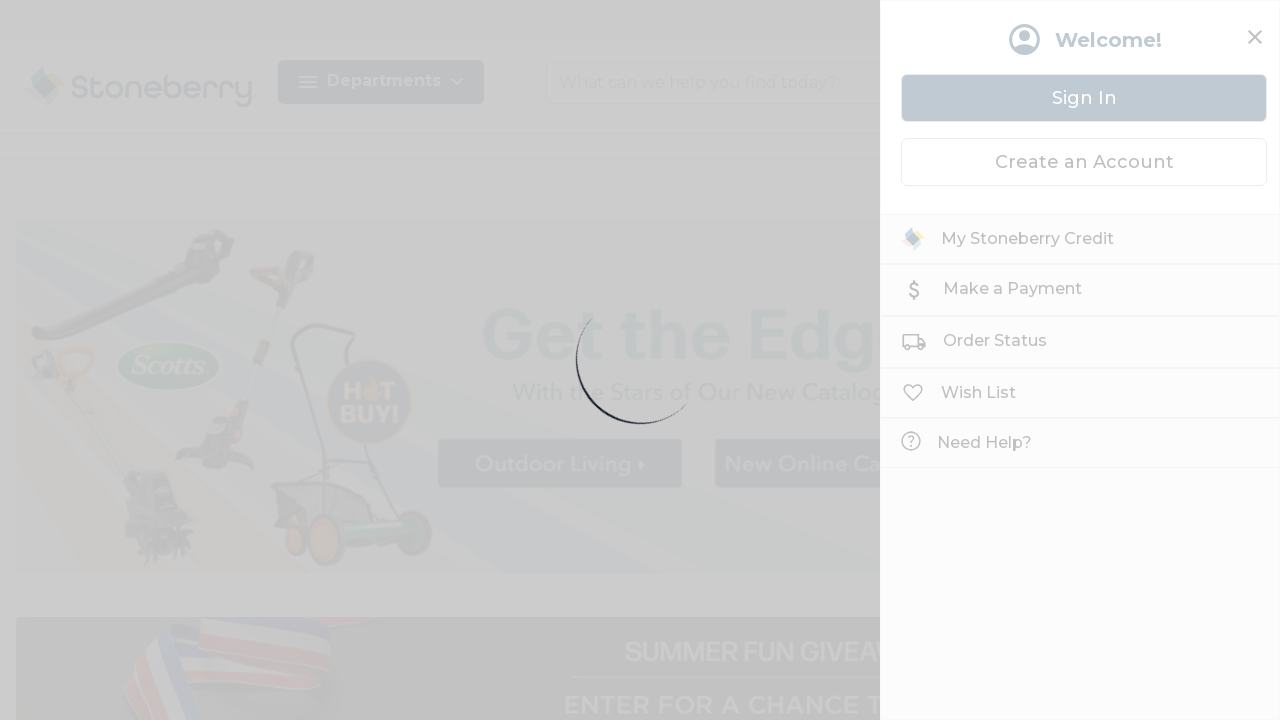 Stoneberry
Departments
What can we help you find today?
Welcome!
Sign In
Create an Account
My Stoneberry Credit
Make a Payment
Order Status
Wish List
Need Help?
Scotts
HOT
BUY!
Get the Edg
With the Stars of Our New Catalog
Outdoor Living
New Online Ca
SUMMER FUN GIVEAW
ENTER FOR A CHANCE T